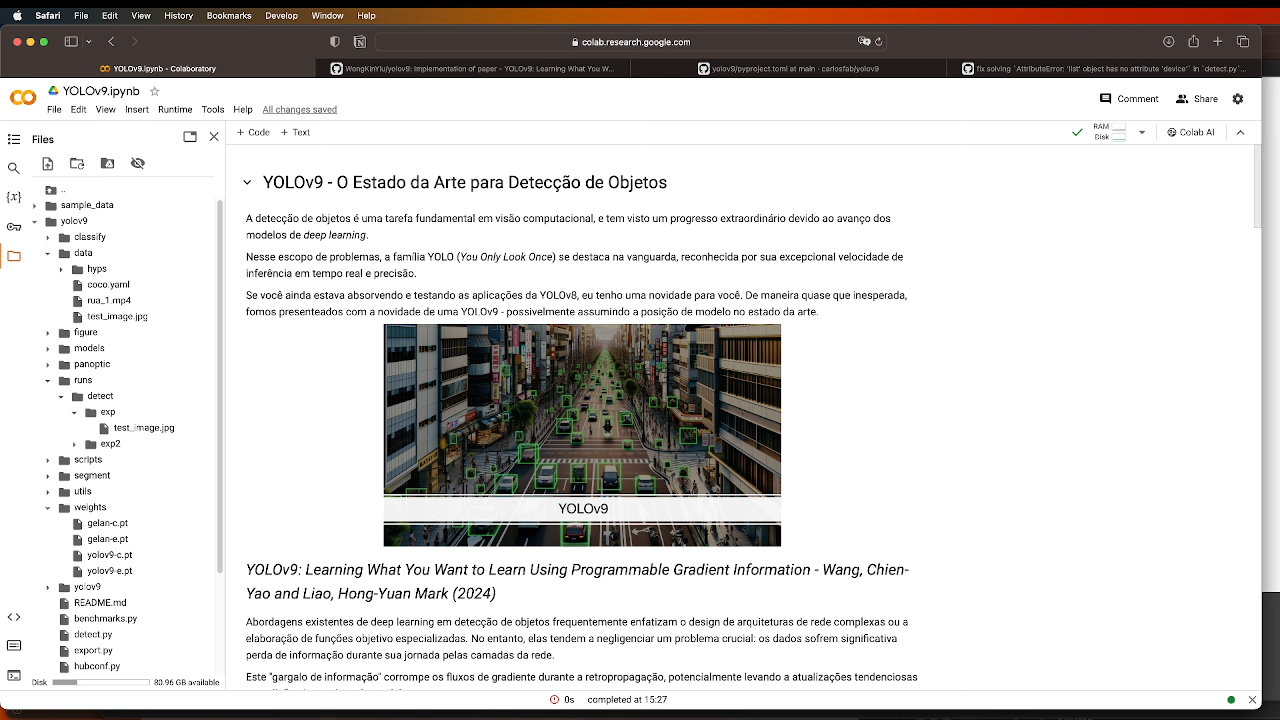 Safari File Edit View History Bookmarks Develop Window Help
colab.research.google.com
YOLOv9.ipynb - Colaboratory
WongKinYiu/yolov9: Implementation of paper - YOLOv9: Learning What You W...
yolov9/pyproject.toml at main · carlosfab/yolov9
fix solving `AttributeError: 'list' object has no attribute 'device'` in `detect.py`...
YOLOv9.ipynb
File Edit View Insert Runtime Tools Help All changes saved
Comment Share
Files
+ Code + Text
RAM
Disk
Colab AI
..
sample_data
yolov9
classify
data
hyps
coco.yaml
rua_1.mp4
test_image.jpg
figure
models
panoptic
runs
detect
exp
test_image.jpg
exp2
scripts
segment
utils
weights
gelan-c.pt
gelan-e.pt
yolov9-c.pt
yolov9-e.pt
yolov9
README.md
benchmarks.py
detect.py
export.py
hubconf.py
Disk 80.96 GB available
YOLOv9 - O Estado da Arte para Detecção de Objetos
A detecção de objetos é uma tarefa fundamental em visão computacional, e tem visto um progresso extraordinário devido ao avanço dos
modelos de deep learning.
Nesse escopo de problemas, a família YOLO (You Only Look Once) se destaca na vanguarda, reconhecida por sua excepcional velocidade de
inferência em tempo real e precisão.
Se você ainda estava absorvendo e testando as aplicações da YOLOv8, eu tenho uma novidade para você. De maneira quase que inesperada,
fomos presenteados com a novidade de uma YOLOv9 - possivelmente assumindo a posição de modelo no estado da arte.
YOLOv9
YOLOv9: Learning What You Want to Learn Using Programmable Gradient Information - Wang, Chien-
Yao and Liao, Hong-Yuan Mark (2024)
Abordagens existentes de deep learning em detecção de objetos frequentemente enfatizam o design de arquiteturas de rede complexas ou a
elaboração de funções objetivo especializadas. No entanto, elas tendem a negligenciar um problema crucial: os dados sofrem significativa
perda de informação durante sua jornada pelas camadas da rede.
Este "gargalo de informação" corrompe os fluxos de gradiente durante a retropropagação, potencialmente levando a atualizações tendenciosas
0s completed at 15:27